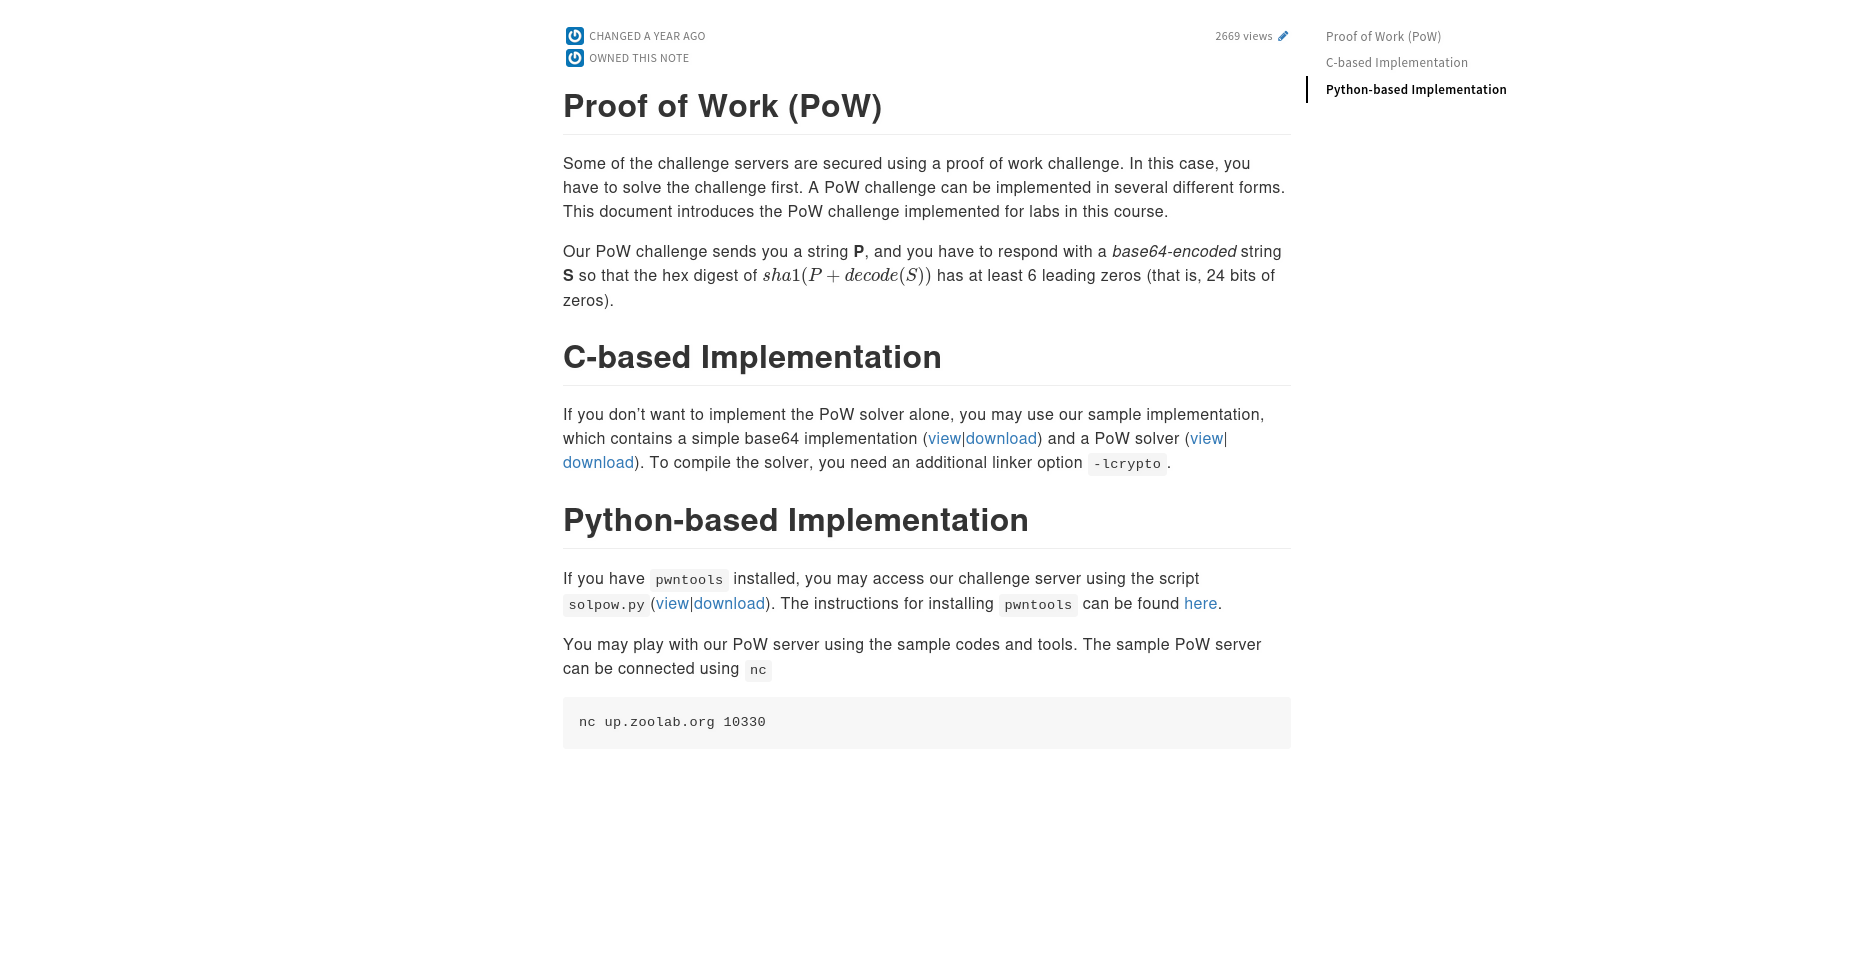 CHANGED A YEAR AGO
2669 views
OWNED THIS NOTE
Proof of Work (PoW)
Some of the challenge servers are secured using a proof of work challenge. In this case, you
have to solve the challenge first. A PoW challenge can be implemented in several different forms.
This document introduces the PoW challenge implemented for labs in this course.
Our PoW challenge sends you a string P, and you have to respond with a base64-encoded string
S so that the hex digest of sha1(P + decode(S)) has at least 6 leading zeros (that is, 24 bits of
zeros).
C-based Implementation
If you don’t want to implement the PoW solver alone, you may use our sample implementation,
which contains a simple base64 implementation (view|download) and a PoW solver (view|
download). To compile the solver, you need an additional linker option -lcrypto.
Python-based Implementation
If you have pwntools installed, you may access our challenge server using the script
solpow.py (view|download). The instructions for installing pwntools can be found here.
You may play with our PoW server using the sample codes and tools. The sample PoW server
can be connected using nc
nc up.zoolab.org 10330
Proof of Work (PoW)
C-based Implementation
Python-based Implementation